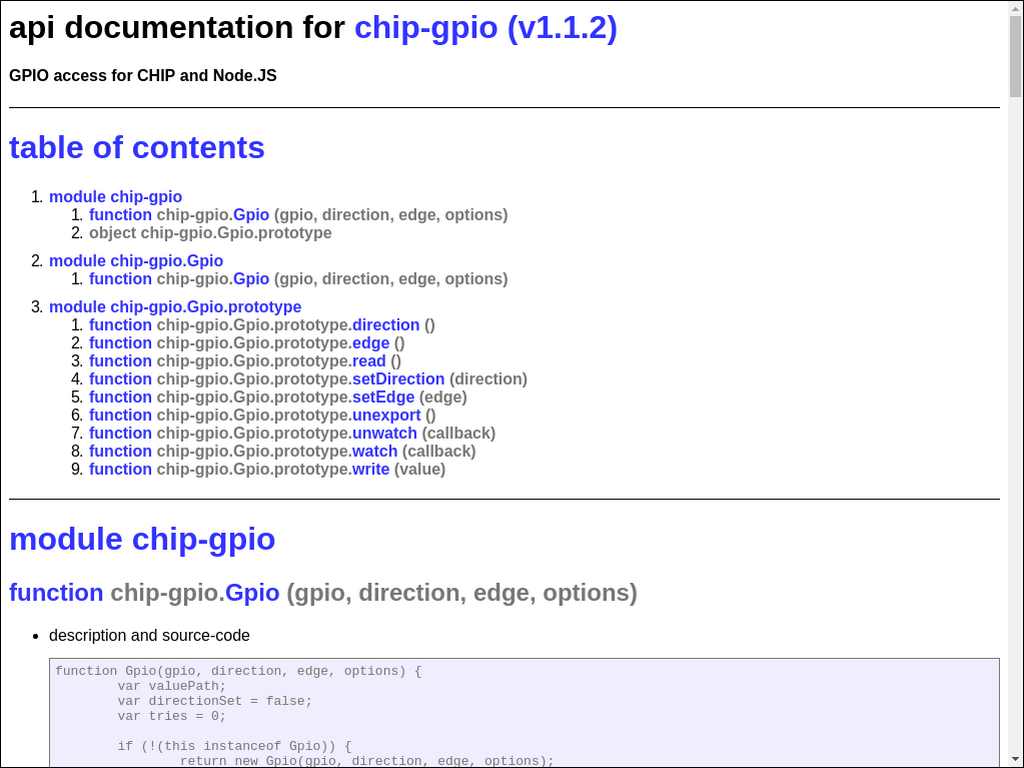 api documentation for chip-gpio (v1.1.2)
GPIO access for CHIP and Node.JS
table of contents
1. module chip-gpio
1. function chip-gpio.Gpio (gpio, direction, edge, options)
2. object chip-gpio.Gpio.prototype
2. module chip-gpio.Gpio
1. function chip-gpio.Gpio (gpio, direction, edge, options)
3. module chip-gpio.Gpio.prototype
1. function chip-gpio.Gpio.prototype.direction ()
2. function chip-gpio.Gpio.prototype.edge ()
3. function chip-gpio.Gpio.prototype.read ()
4. function chip-gpio.Gpio.prototype.setDirection (direction)
5. function chip-gpio.Gpio.prototype.setEdge (edge)
6. function chip-gpio.Gpio.prototype.unexport ()
7. function chip-gpio.Gpio.prototype.unwatch (callback)
8. function chip-gpio.Gpio.prototype.watch (callback)
9. function chip-gpio.Gpio.prototype.write (value)
module chip-gpio
function chip-gpio.Gpio (gpio, direction, edge, options)
• description and source-code
function Gpio(gpio, direction, edge, options) {
var valuePath;
var directionSet = false;
var tries = 0;
if (!(this instanceof Gpio)) {
return new Gpio(gpio, direction, edge, options);